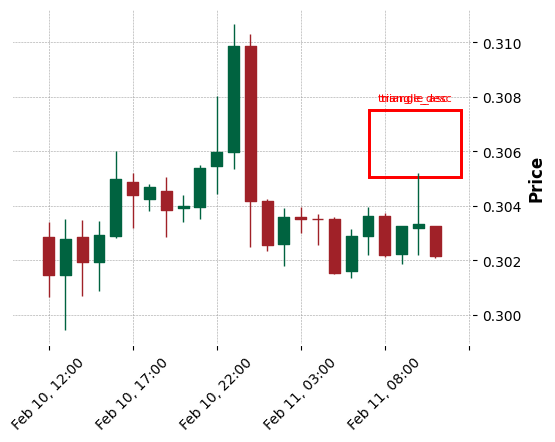 0.310
0.308
0.306
0.304
0.302
0.300
Price
Feb 10, 12:00
Feb 10, 17:00
Feb 10, 22:00
Feb 11, 03:00
Feb 11, 08:00